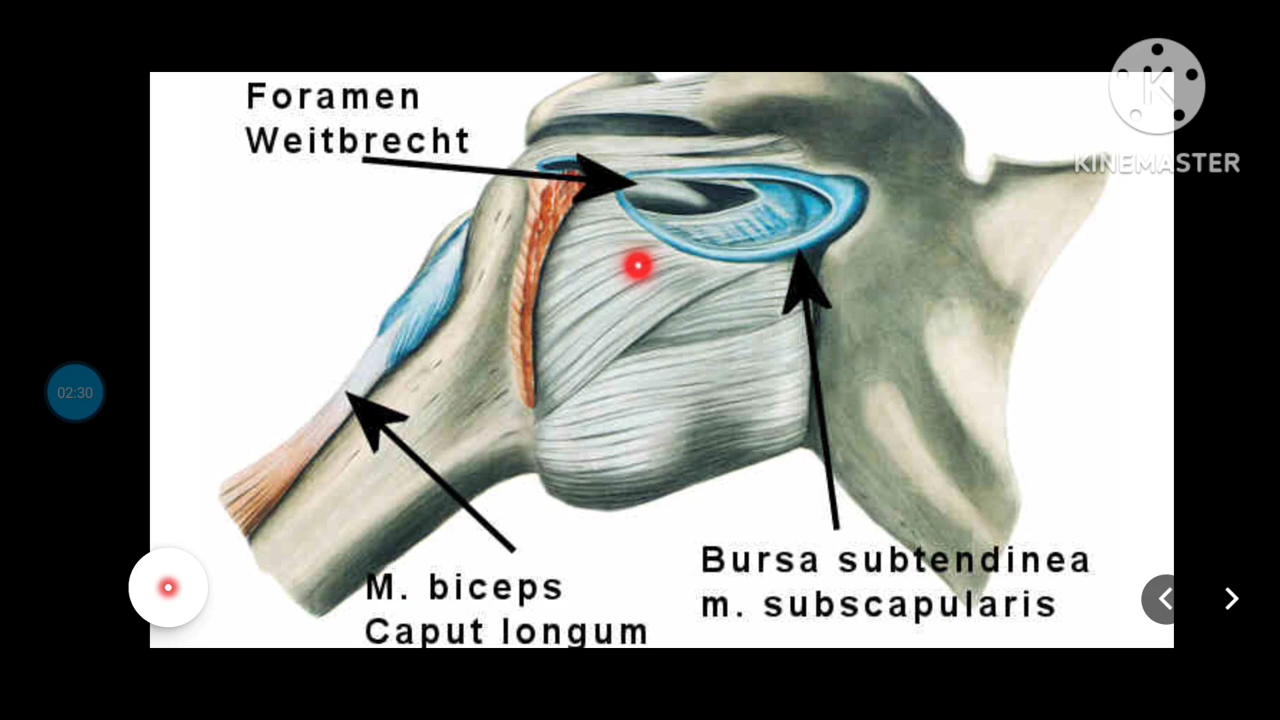 Foramen
Weitbrecht
K
KINEMASTER
02:30
M. biceps
Caput longum
Bursa subtendinea
m. subscapularis